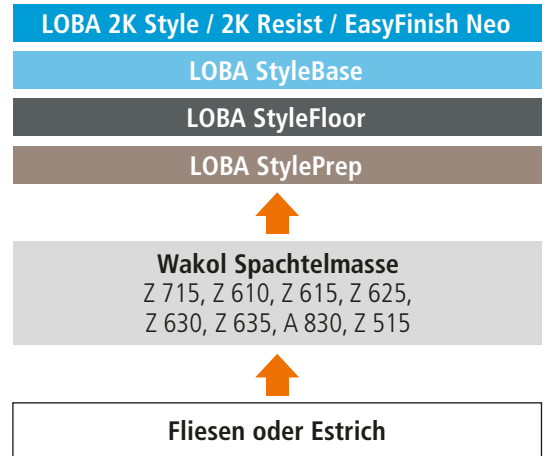 LOBA 2K Style / 2K Resist / EasyFinish Neo
LOBA StyleBase
LOBA StyleFloor
LOBA StylePrep
Wakol Spachtelmasse
Z 715, Z 610, Z 615, Z 625,
Z 630, Z 635, A 830, Z 515
Fliesen oder Estrich